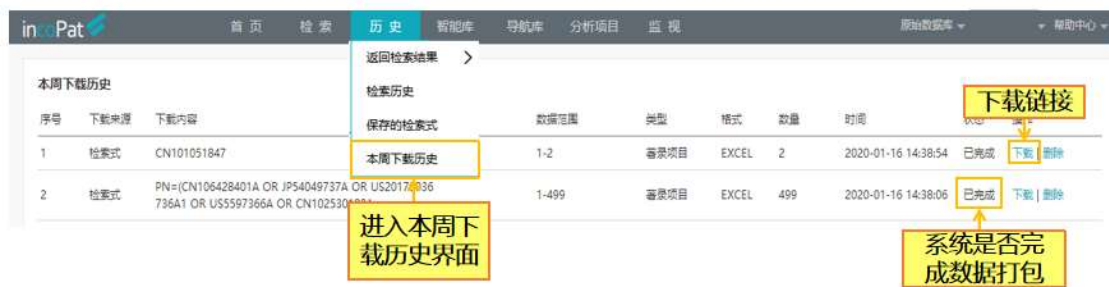 incoPat
首页 检索 历史 智能库 导航库 分析项目 监视 原始数据库 帮助中心
返回检索结果
检索历史
保存的检索式
本周下载历史
本周下载历史
下载链接
序号 下载来源 下载内容 数据范围 类型 格式 数量 时间
1 检索式 CN101051847 1-2 著录项目 EXCEL 2 2020-01-16 14:38:54 已完成 下载 | 删除
2 检索式 PN=(CN106428401A OR JP54049737A OR 1-499 著录项目 EXCEL 499 2020-01-16 14:38:06 已完成 下载 | 删除
736A1 OR US5597366A OR
进入本周下
载历史界面
系统是否完
成数据打包